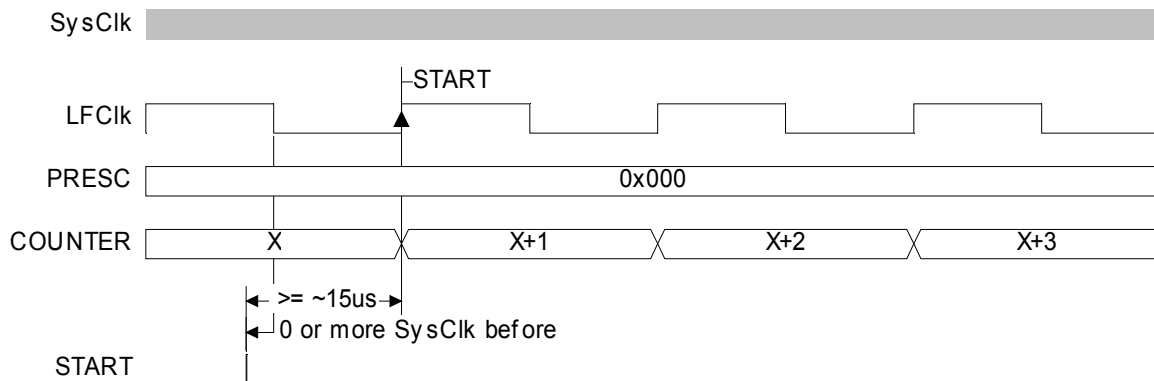 SysClk
START
LFClk
PRESC 0x000
COUNTER X X+1 X+2 X+3
>= ~15us
0 or more SysClk before
START